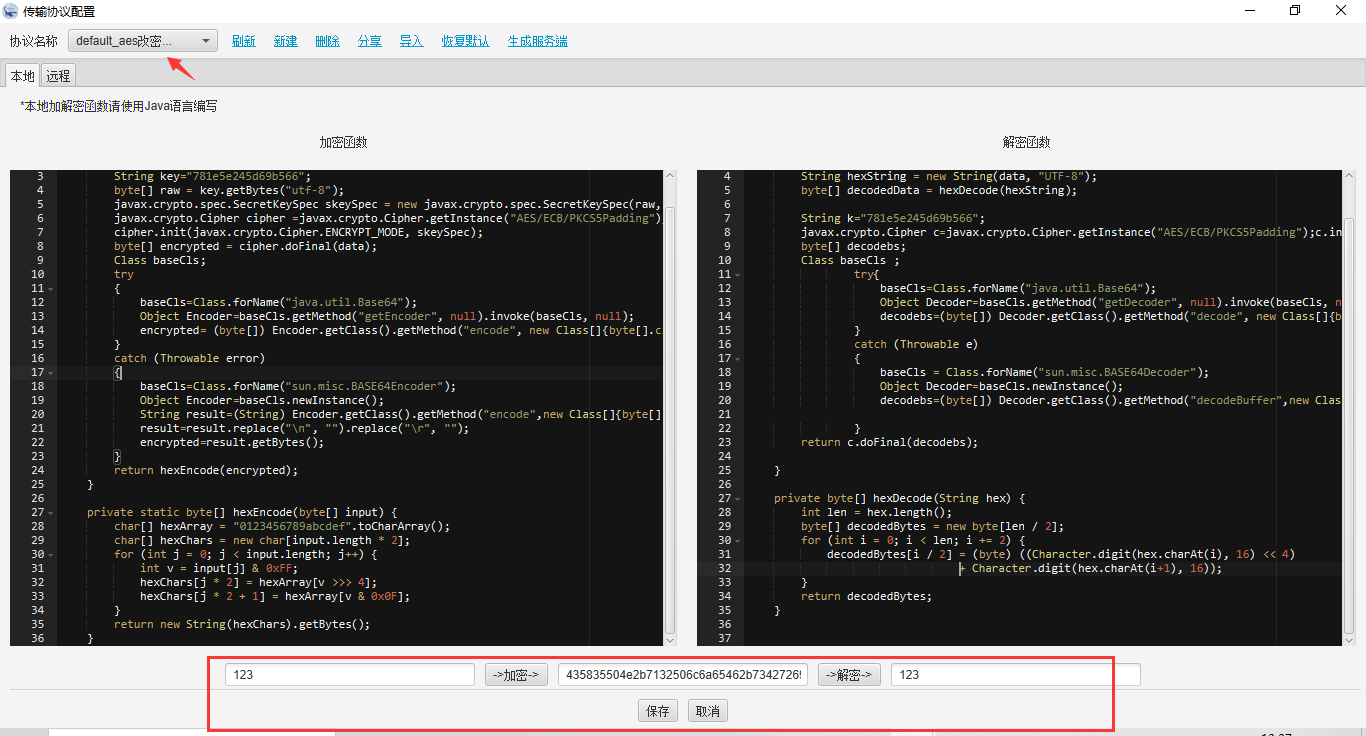 传输协议配置
协议名称 default_aes改密... 刷新 新建 删除 分享 导入 恢复默认 生成服务端
本地 远程
*本地加解密函数请使用Java语言编写
加密函数 解密函数
3 String key="781e5e245d69b566";
4 byte[] raw = key.getBytes("utf-8");
5 javax.crypto.spec.SecretKeySpec skeySpec = new javax.crypto.spec.SecretKeySpec(raw,
6 javax.crypto.Cipher cipher =javax.crypto.Cipher.getInstance("AES/ECB/PKCS5Padding")
7 cipher.init(javax.crypto.Cipher.ENCRYPT_MODE, skeySpec);
8 byte[] encrypted = cipher.doFinal(data);
9 Class baseCls;
10 try
11 {
12 baseCls=Class.forName("java.util.Base64");
13 Object Encoder=baseCls.getMethod("getEncoder", null).invoke(baseCls, null);
14 encrypted= (byte[]) Encoder.getClass().getMethod("encode", new Class[]{byte[].c
15 }
16 catch (Throwable error)
17 {
18 baseCls=Class.forName("sun.misc.BASE64Encoder");
19 Object Encoder=baseCls.newInstance();
20 String result=(String) Encoder.getClass().getMethod("encode",new Class[]{byte[]
21 result=result.replace("\n", "").replace("\r", "");
22 encrypted=result.getBytes();
23 }
24 return hexEncode(encrypted);
25 }
26
27 private static byte[] hexEncode(byte[] input) {
28 char[] hexArray = "0123456789abcdef".toCharArray();
29 char[] hexChars = new char[input.length * 2];
30 for (int j = 0; j < input.length; j++) {
31 int v = input[j] & 0xFF;
32 hexChars[j * 2] = hexArray[v >>> 4];
33 hexChars[j * 2 + 1] = hexArray[v & 0x0F];
34 }
35 return new String(hexChars).getBytes();
36 }
4 String hexString = new String(data, "UTF-8");
5 byte[] decodedData = hexDecode(hexString);
6
7 String k="781e5e245d69b566";
8 javax.crypto.Cipher c=javax.crypto.Cipher.getInstance("AES/ECB/PKCS5Padding");c.in
9 byte[] decodebs;
10 Class baseCls ;
11 try{
12 baseCls=Class.forName("java.util.Base64");
13 Object Decoder=baseCls.getMethod("getDecoder", null).invoke(baseCls, n
14 decodebs=(byte[]) Decoder.getClass().getMethod("decode", new Class[]{b
15 }
16 catch (Throwable e)
17 {
18 baseCls = Class.forName("sun.misc.BASE64Decoder");
19 Object Decoder=baseCls.newInstance();
20 decodebs=(byte[]) Decoder.getClass().getMethod("decodeBuffer",new Clas
21
22 }
23 return c.doFinal(decodebs);
24
25 }
26
27 private byte[] hexDecode(String hex) {
28 int len = hex.length();
29 byte[] decodedBytes = new byte[len / 2];
30 for (int i = 0; i < len; i += 2) {
31 decodedBytes[i / 2] = (byte) ((Character.digit(hex.charAt(i), 16) << 4)
32 + Character.digit(hex.charAt(i+1), 16));
33 }
34 return decodedBytes;
35 }
36
37
123 ->加密-> 435835504e2b7132506c6a65462b73427269 ->解密-> 123
保存 取消